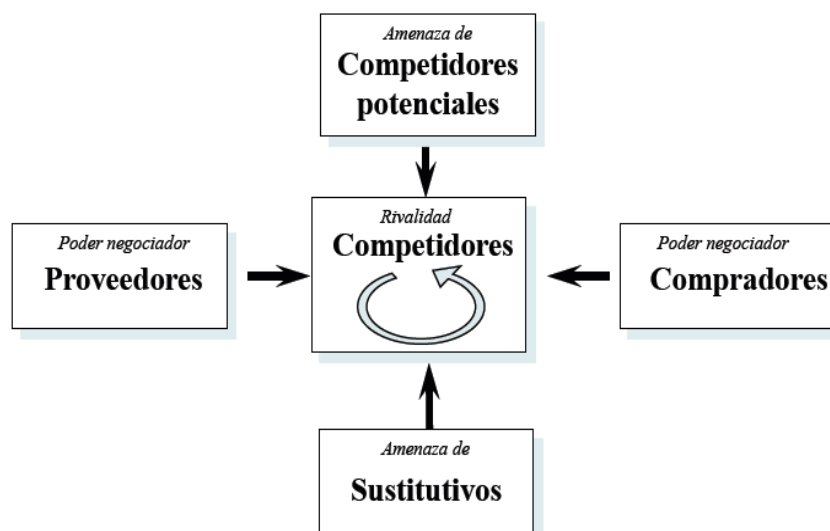 Amenaza de
Competidores
potenciales
Rivalidad
Competidores
Poder negociador
Proveedores
Poder negociador
Compradores
Amenaza de
Sustitutivos